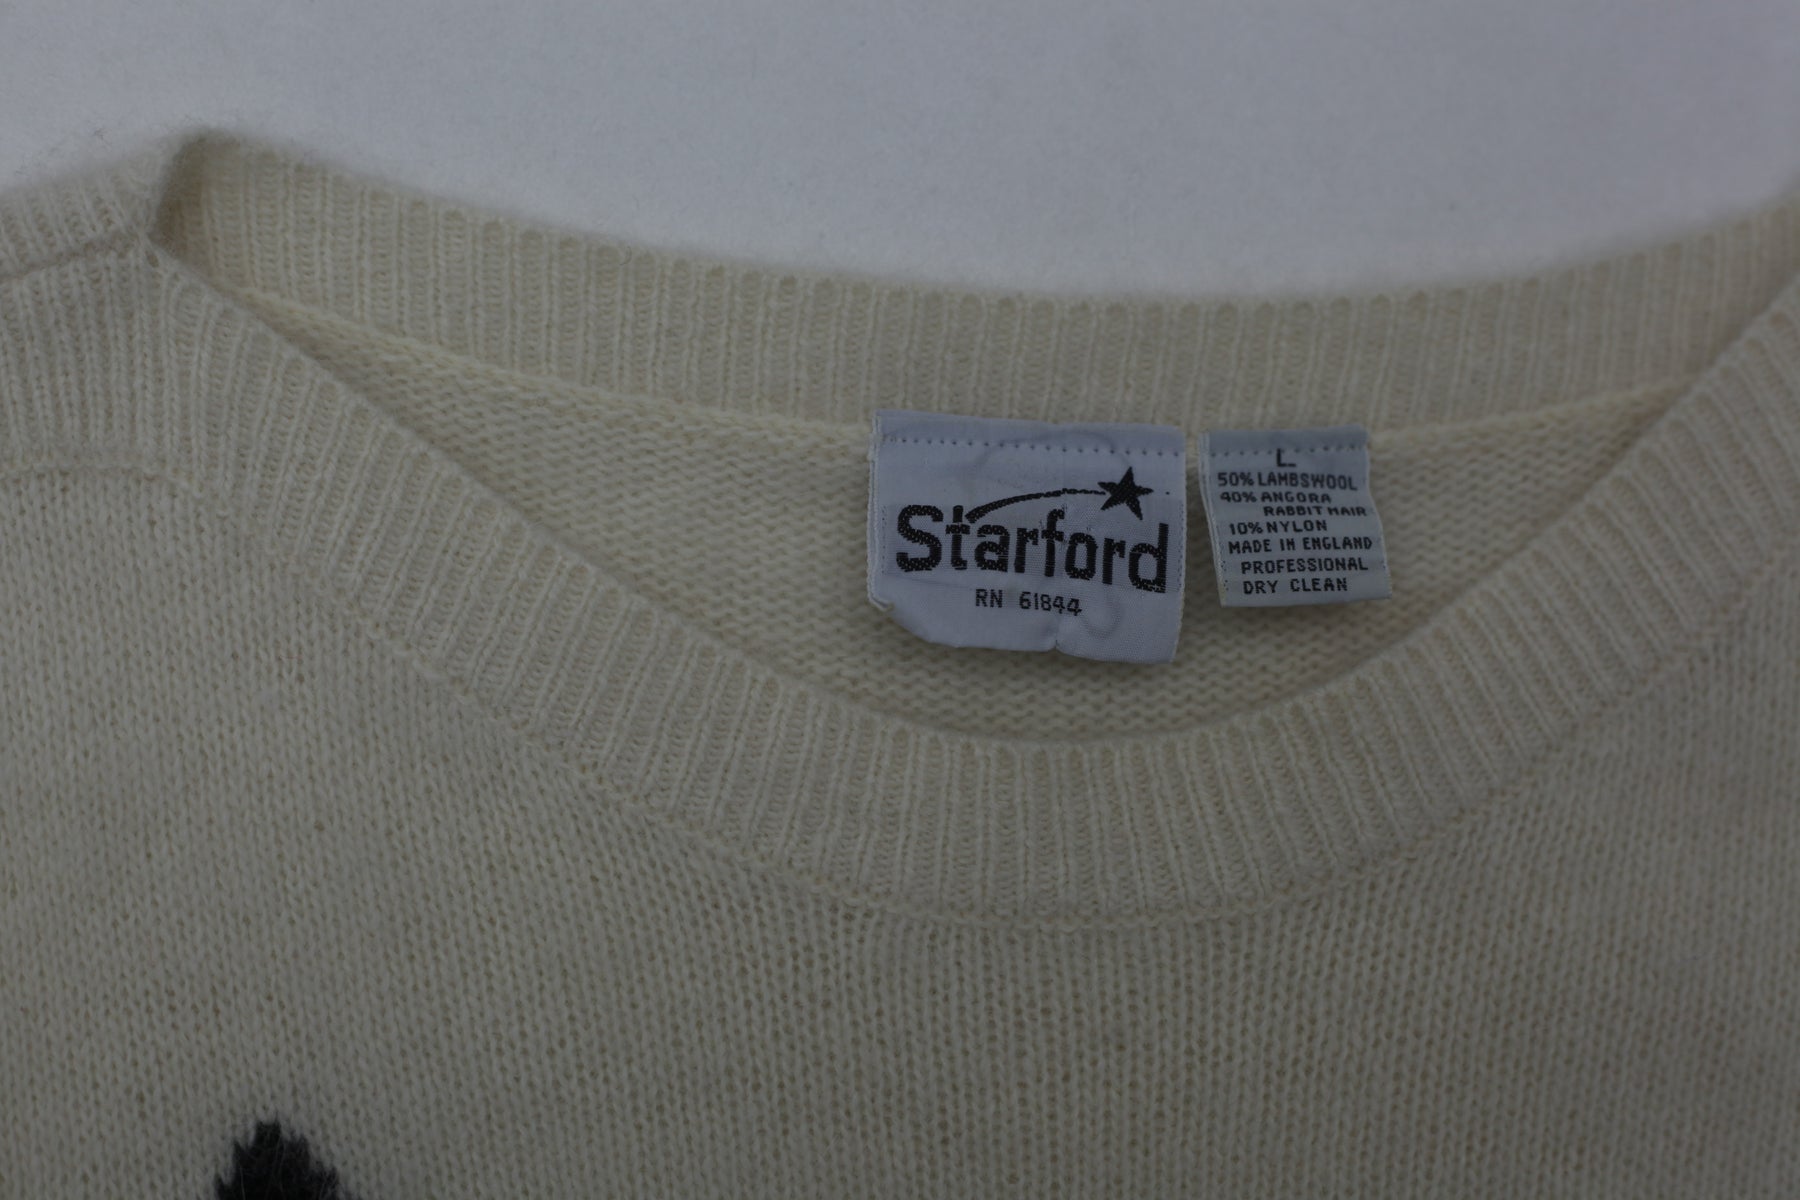 Starford
RN 61844
L
50% LAMBSWOOL
40% ANGORA
RABBIT HAIR
10% NYLON
MADE IN ENGLAND
PROFESSIONAL
DRY CLEAN